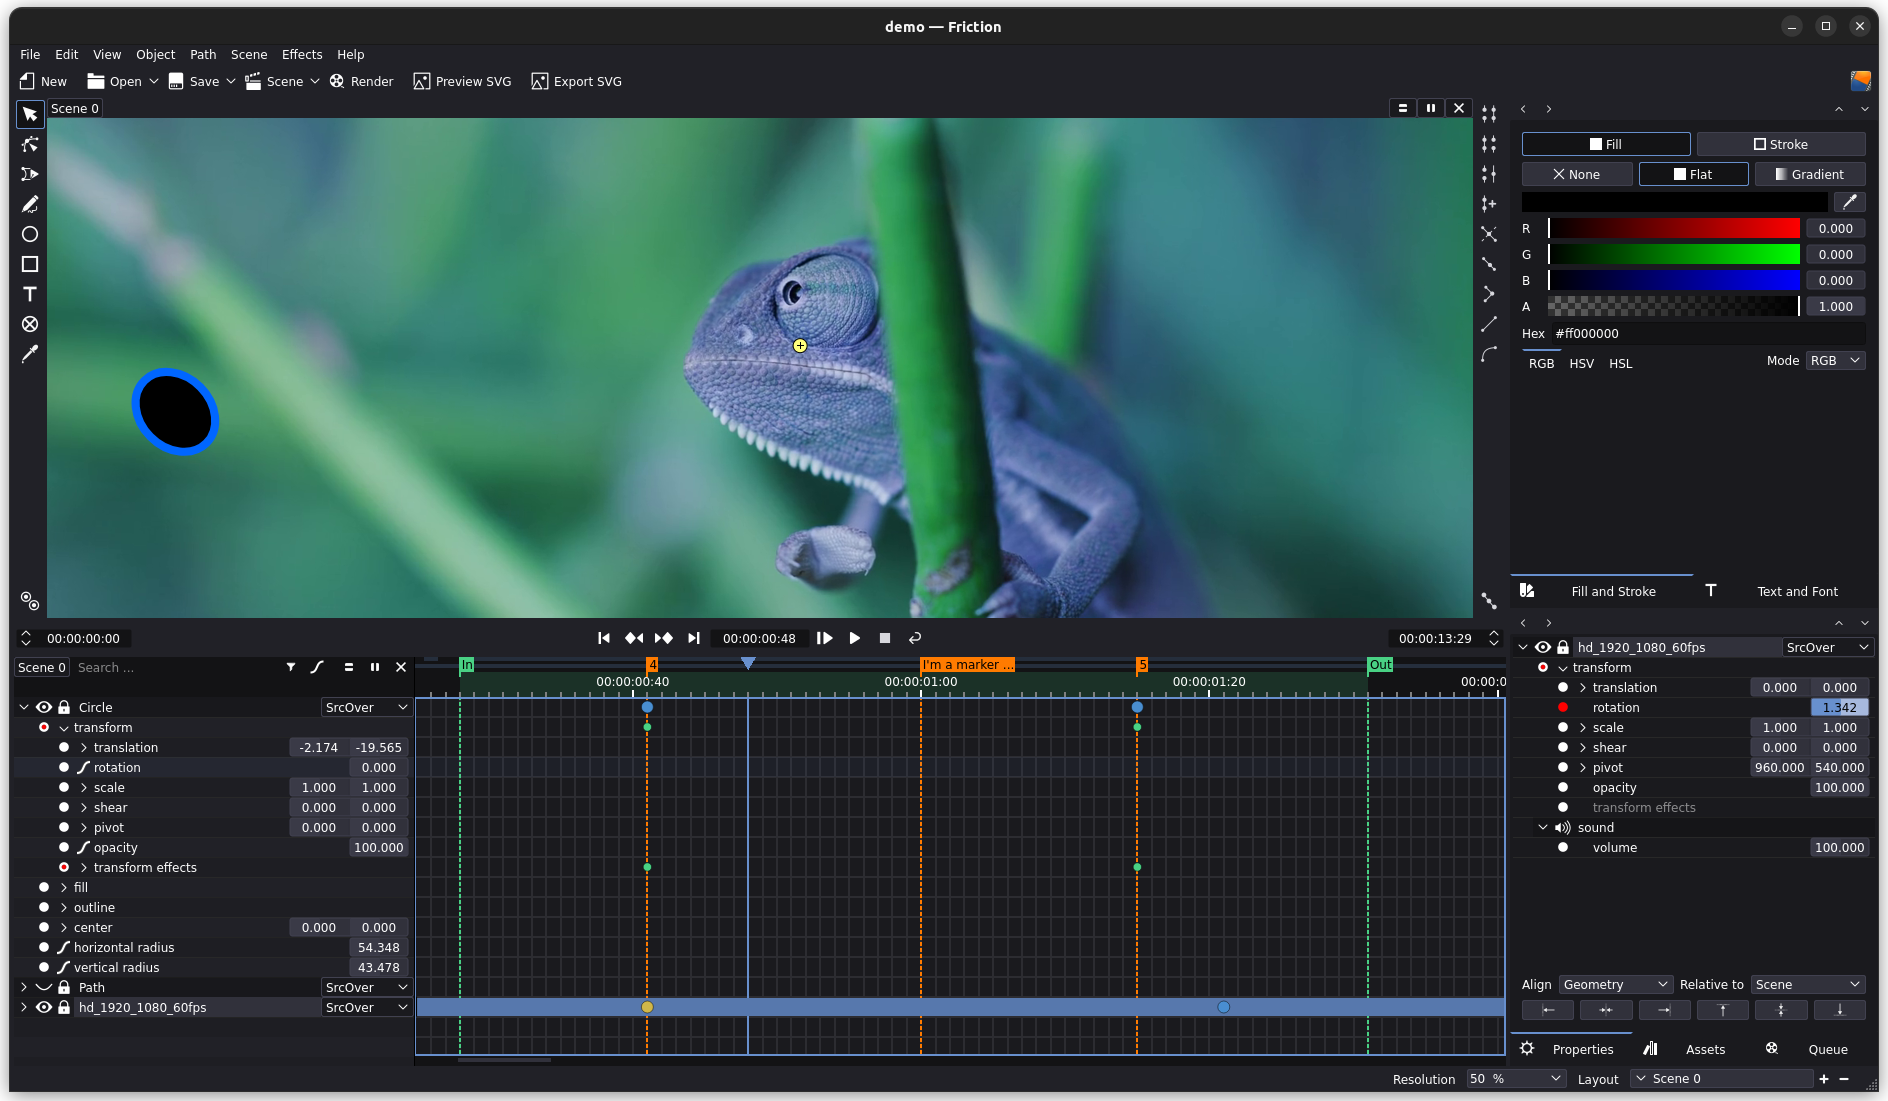 demo — Friction
File Edit View Object Path Scene Effects Help
New Open Save Scene Render Preview SVG Export SVG
Scene 0
Fill Stroke
None Flat Gradient
R 0.000
G 0.000
B 0.000
A 1.000
Hex #ff000000
RGB HSV HSL Mode RGB
Fill and Stroke T Text and Font
00:00:00:00 00:00:00:48 00:00:13:29
Scene 0 Search ...
In 4 I'm a marker ... 5 Out
00:00:00:40 00:00:01:00 00:00:01:20 00:00:0
Circle SrcOver
transform
translation -2.174 -19.565
rotation 0.000
scale 1.000 1.000
shear 0.000 0.000
pivot 0.000 0.000
opacity 100.000
transform effects
fill
outline
center 0.000 0.000
horizontal radius 54.348
vertical radius 43.478
Path SrcOver
hd_1920_1080_60fps SrcOver
hd_1920_1080_60fps SrcOver
transform
translation 0.000 0.000
rotation 1.342
scale 1.000 1.000
shear 0.000 0.000
pivot 960.000 540.000
opacity 100.000
transform effects
sound
volume 100.000
Align Geometry Relative to Scene
Properties Assets Queue
Resolution 50 % Layout Scene 0